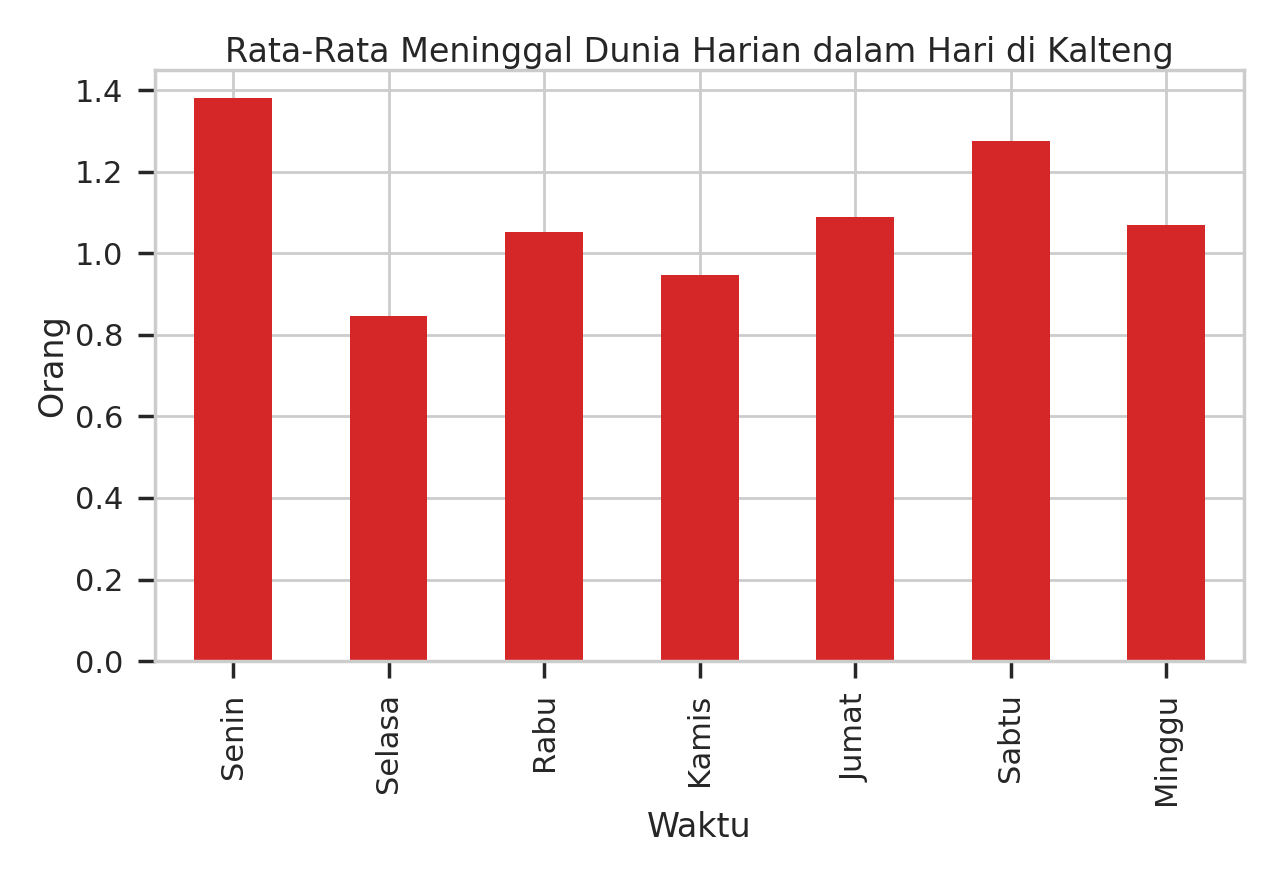 Rata-Rata Meninggal Dunia Harian dalam Hari di Kalteng
Orang
1.4
1.2
1.0
0.8
0.6
0.4
0.2
0.0
Senin
Selasa
Rabu
Kamis
Jumat
Sabtu
Minggu
Waktu